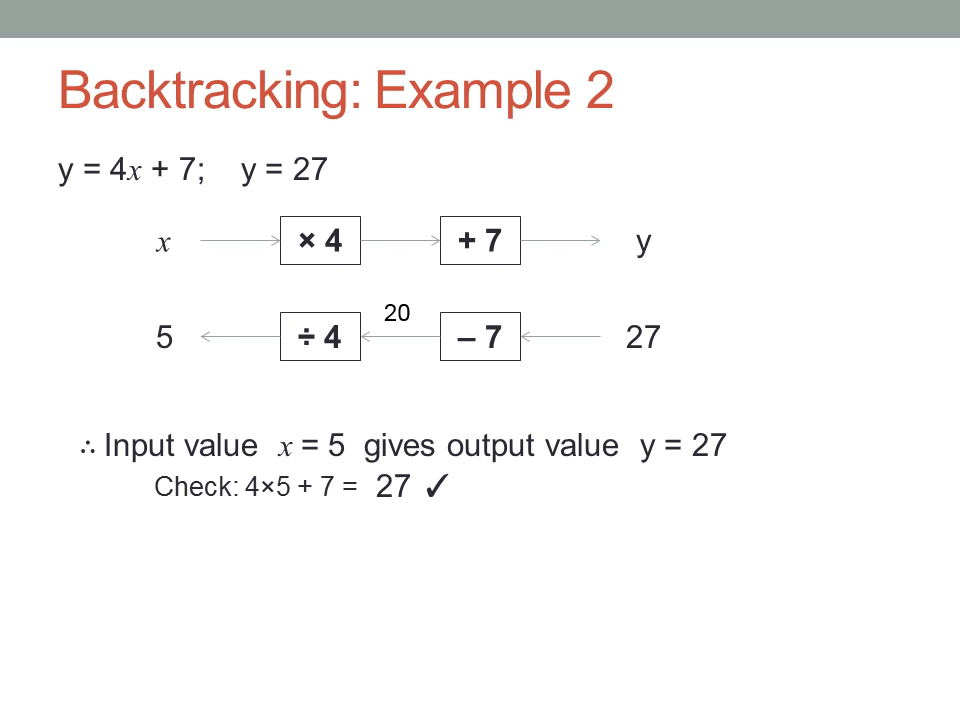 Backtracking: Example 2
y = 4x + 7; y = 27
x × 4 + 7 y
20
5 ÷ 4 – 7 27
∴ Input value x = 5 gives output value y = 27
Check: 4×5 + 7 = 27 ✓